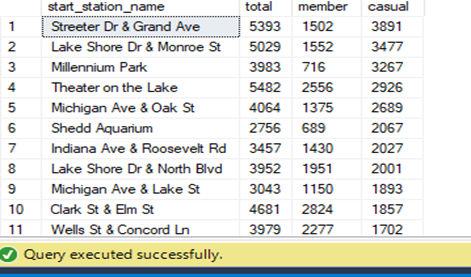 start_station_name total member casual
1 Streeter Dr & Grand Ave 5393 1502 3891
2 Lake Shore Dr & Monroe St 5029 1552 3477
3 Millennium Park 3983 716 3267
4 Theater on the Lake 5482 2556 2926
5 Michigan Ave & Oak St 4064 1375 2689
6 Shedd Aquarium 2756 689 2067
7 Indiana Ave & Roosevelt Rd 3457 1430 2027
8 Lake Shore Dr & North Blvd 3952 1951 2001
9 Michigan Ave & Lake St 3043 1150 1893
10 Clark St & Elm St 4681 2824 1857
11 Wells St & Concord Ln 3979 2277 1702
Query executed successfully.